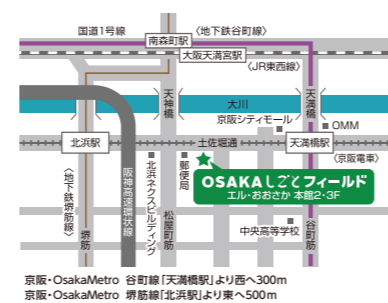 国道1号線
〈地下鉄谷町線〉
南森町駅
大阪天満宮駅
〈JR東西線〉
天神橋
大川
天満橋
京阪シティモール
OMM
北浜駅
土佐堀通
天満橋駅
〈京阪電車〉
〈地下鉄堺筋線〉
堺筋
阪神高速環状線
北浜ネクスビルディング
郵便局
松屋町筋
OSAKAしごとフィールド
エル・おおさか 本館2・3F
中央高等学校
谷町筋
京阪・OsakaMetro 谷町線「天満橋駅」より西へ300m
京阪・OsakaMetro 堺筋線「北浜駅」より東へ500m